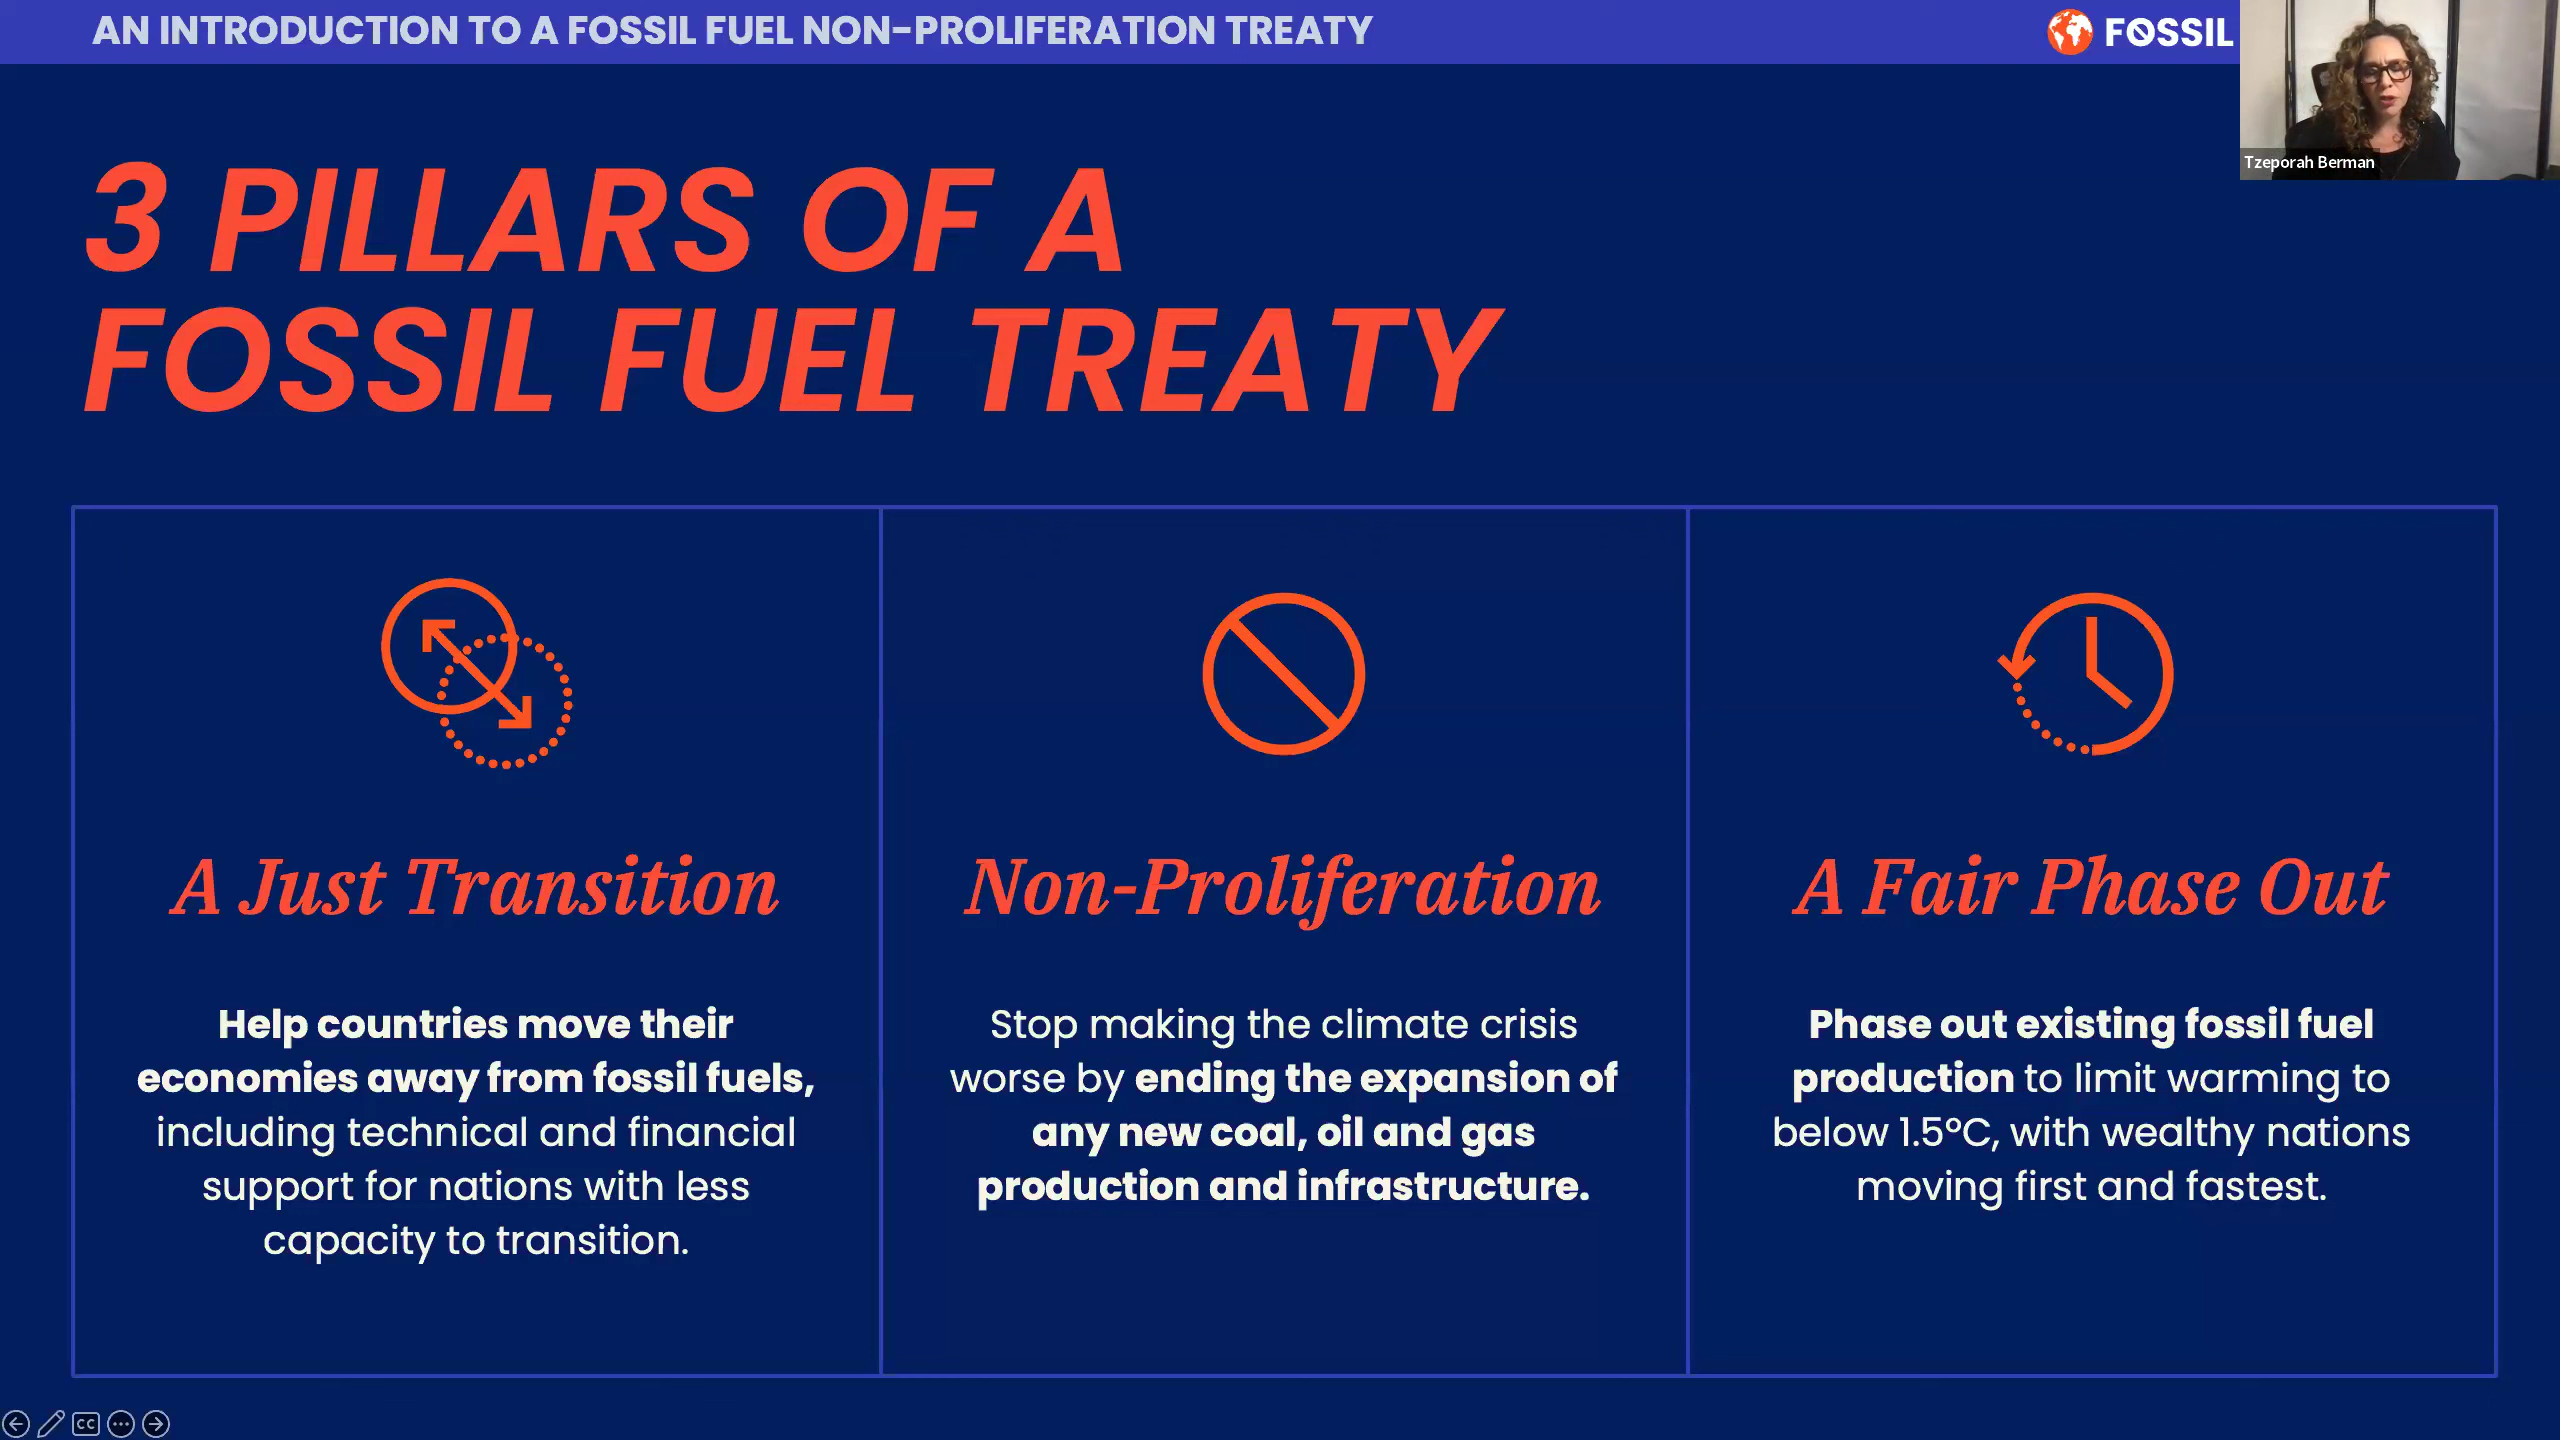 AN INTRODUCTION TO A FOSSIL FUEL NON-PROLIFERATION TREATY
FOSSIL
Tzeporah Berman
3 PILLARS OF A
FOSSIL FUEL TREATY
A Just Transition
Help countries move their
economies away from fossil fuels,
including technical and financial
support for nations with less
capacity to transition.
Non-Proliferation
Stop making the climate crisis
worse by ending the expansion of
any new coal, oil and gas
production and infrastructure.
A Fair Phase Out
Phase out existing fossil fuel
production to limit warming to
below 1.5°C, with wealthy nations
moving first and fastest.
CC